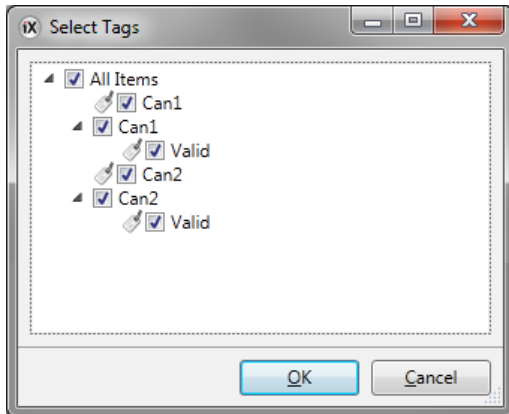 iX Select Tags
All Items
Can1
Can1
Valid
Can2
Can2
Valid
OK
Cancel